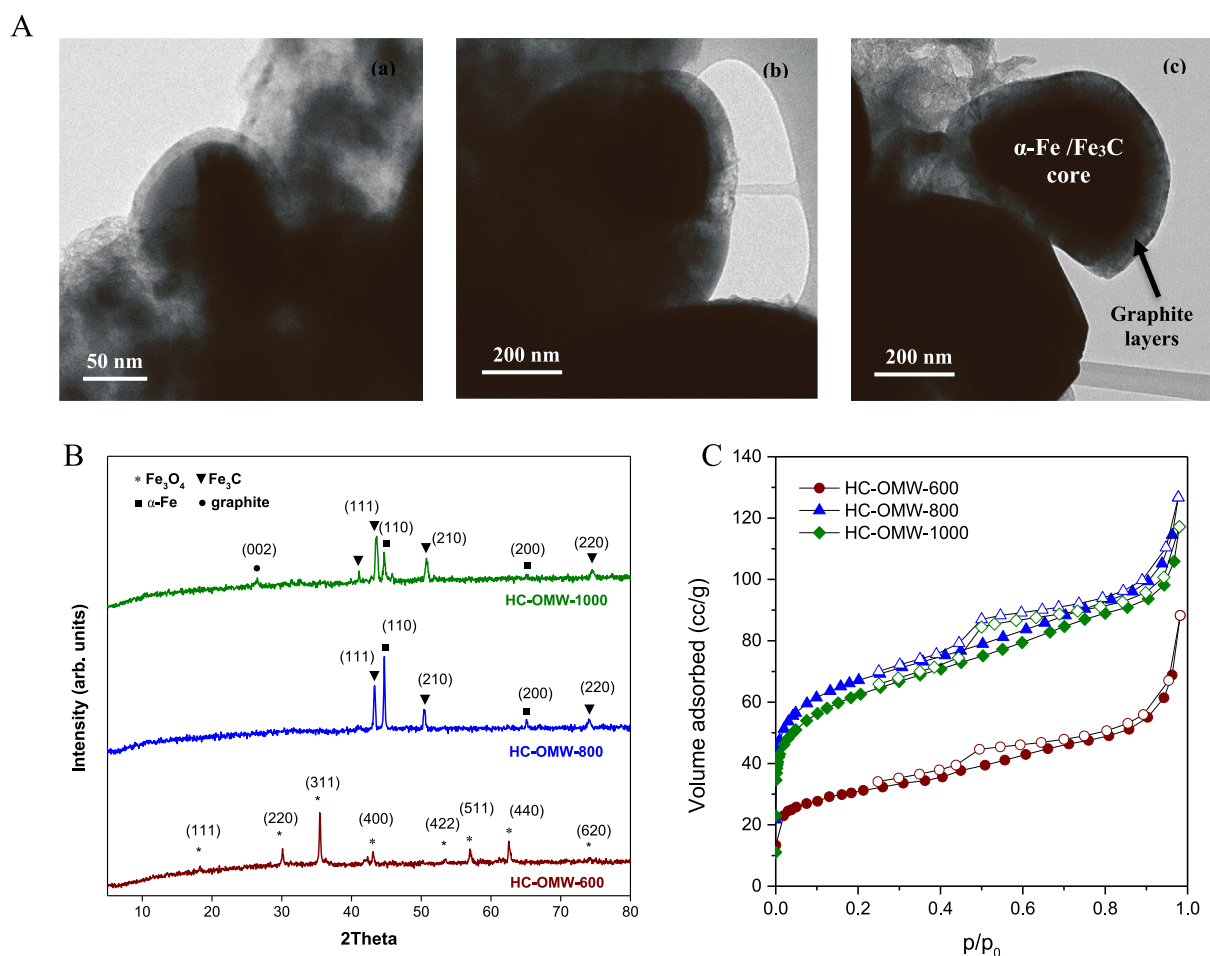 A
(a)
(b)
(c)
α-Fe /Fe₃C
core
Graphite
layers
50 nm
200 nm
200 nm
B
* Fe₃O₄ ▼ Fe₃C
■ α-Fe ● graphite
(002)
(111)
(110)
(210)
(200)
(220)
HC-OMW-1000
(111)
(110)
(210)
(200)
(220)
HC-OMW-800
(111)
(220)
(311)
(400)
(422)
(511)
(440)
(620)
HC-OMW-600
Intensity (arb. units)
10 20 30 40 50 60 70 80
2Theta
C
HC-OMW-600
HC-OMW-800
HC-OMW-1000
Volume adsorbed (cc/g)
140
120
100
80
60
40
20
0
0.0 0.2 0.4 0.6 0.8 1.0
p/p₀